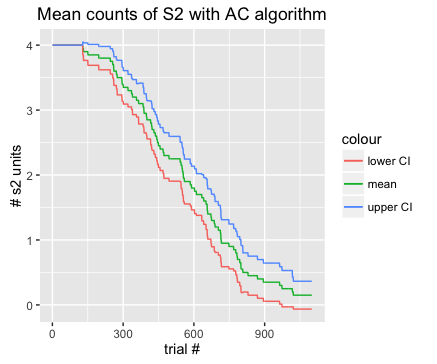 Mean counts of S2 with AC algorithm
# s2 units
4
3
2
1
0
0 300 600 900
trial #
colour
lower CI
mean
upper CI